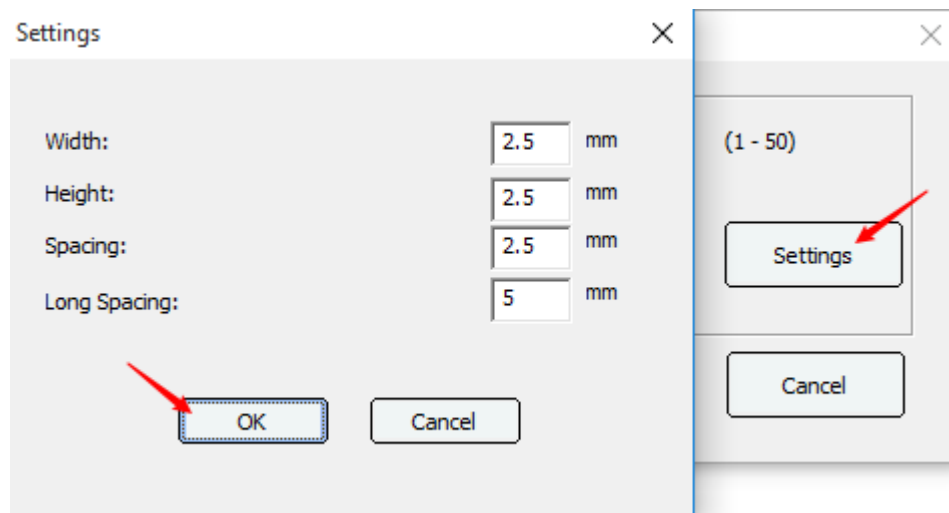 Settings
Width: 2.5 mm
Height: 2.5 mm
Spacing: 2.5 mm
Long Spacing: 5 mm
OK Cancel
(1 - 50)
Settings
Cancel